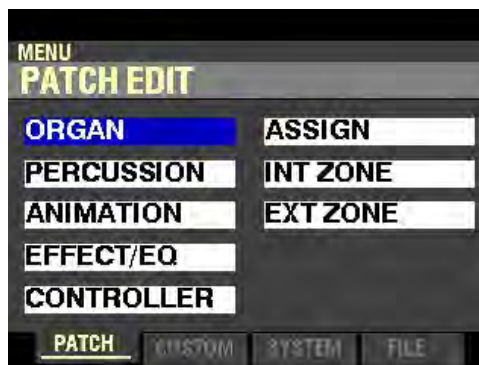 MENU
PATCH EDIT
ORGAN
PERCUSSION
ANIMATION
EFFECT/EQ
CONTROLLER
ASSIGN
INT ZONE
EXT ZONE
PATCH CUSTOM SYSTEM FILE